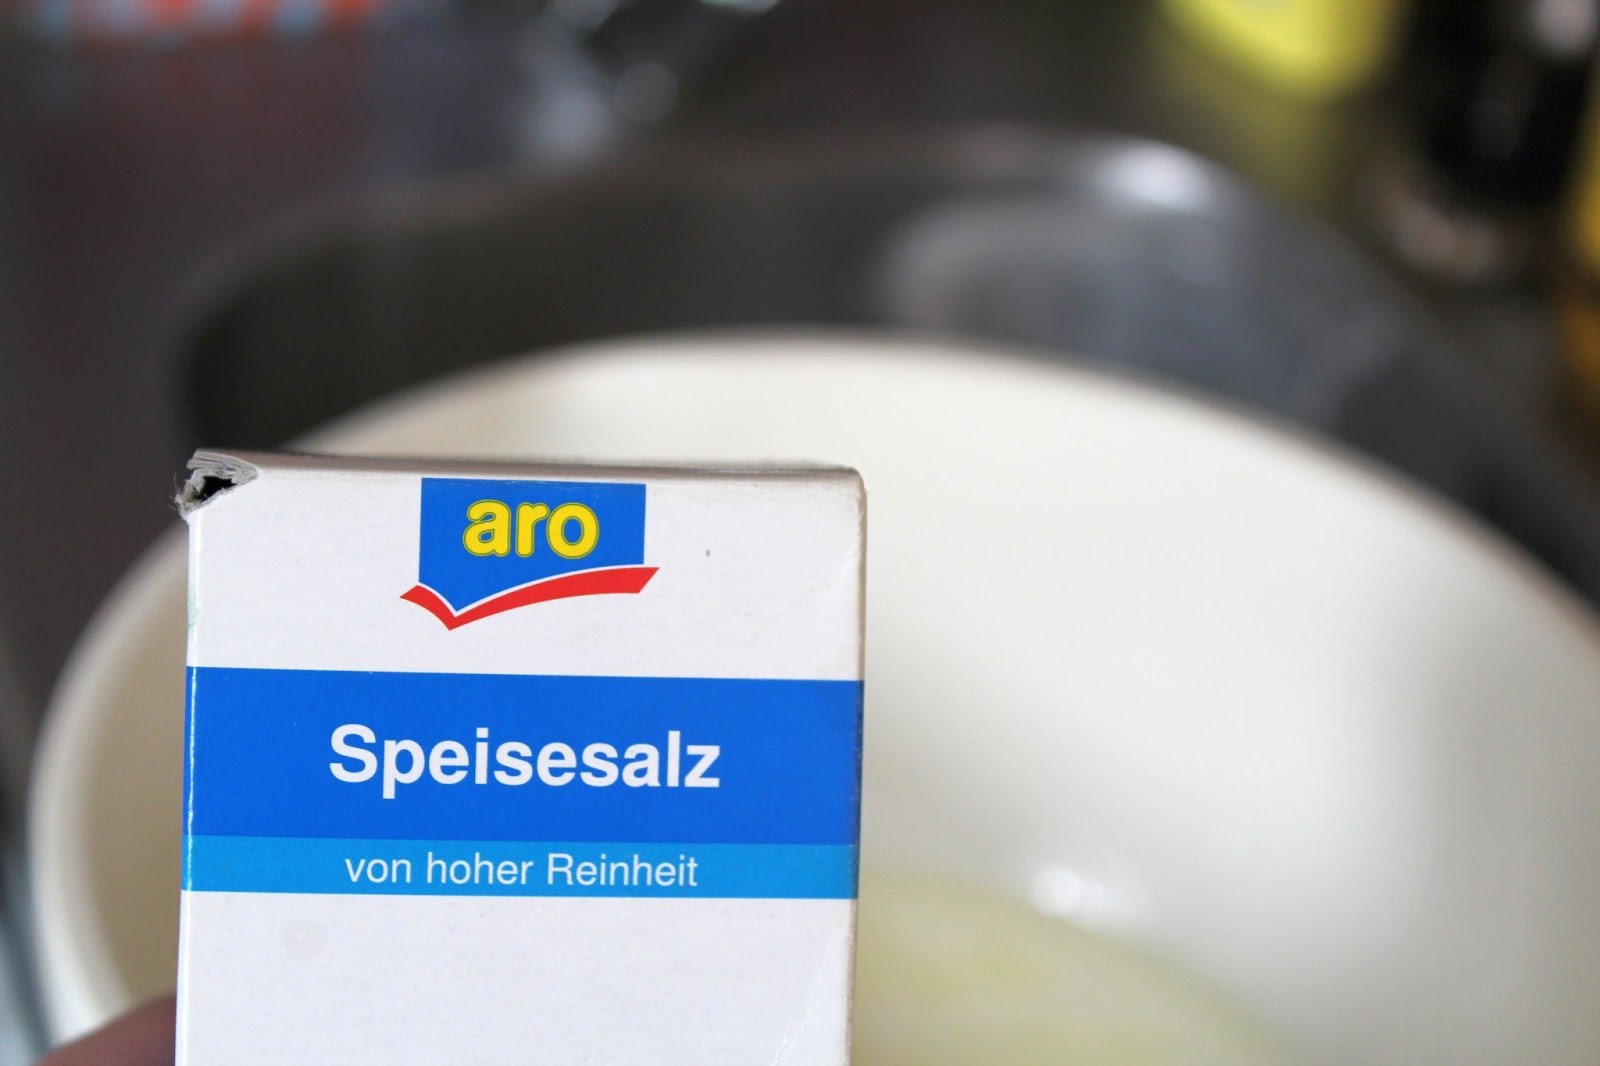 aro
Speisesalz
von hoher Reinheit